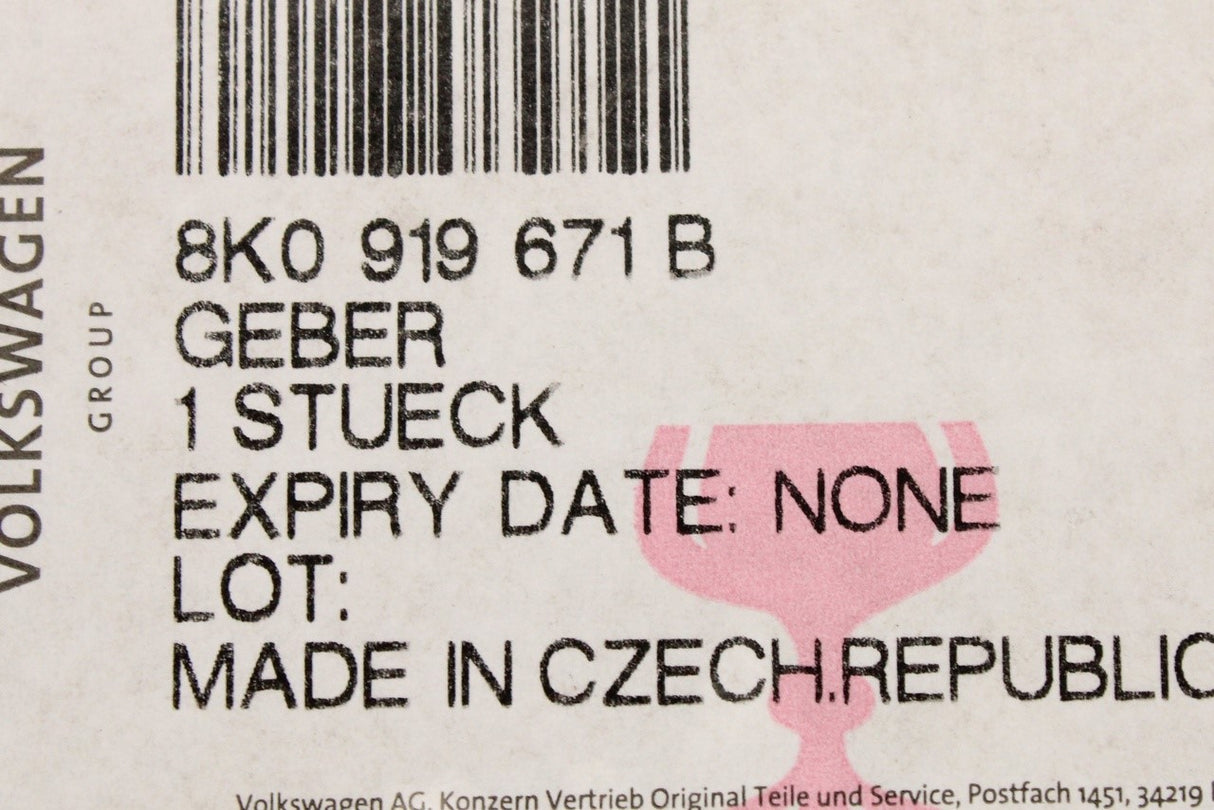 VOLKSWAGEN
GROUP
8K0 919 671 B
GEBER
1 STUECK
EXPIRY DATE: NONE
LOT:
MADE IN CZECH.REPUBLIC
Volkswagen AG, Konzern Vertrieb Original Teile und Service, Postfach 1451, 34219